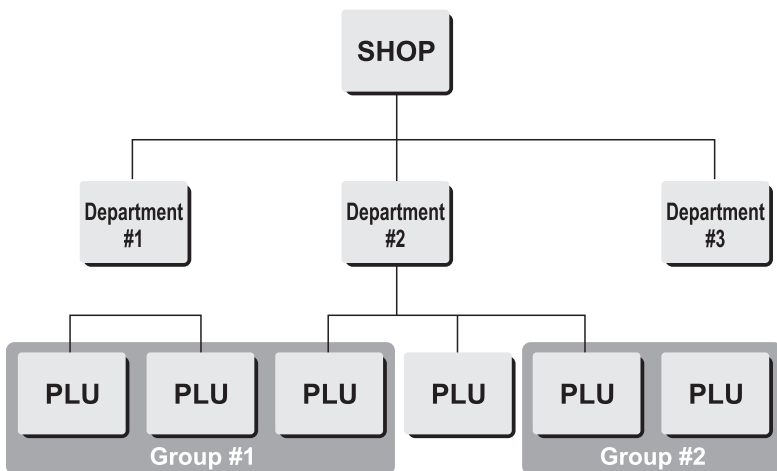 SHOP
Department
#1
Department
#2
Department
#3
PLU
PLU
PLU
PLU
PLU
PLU
Group #1
Group #2